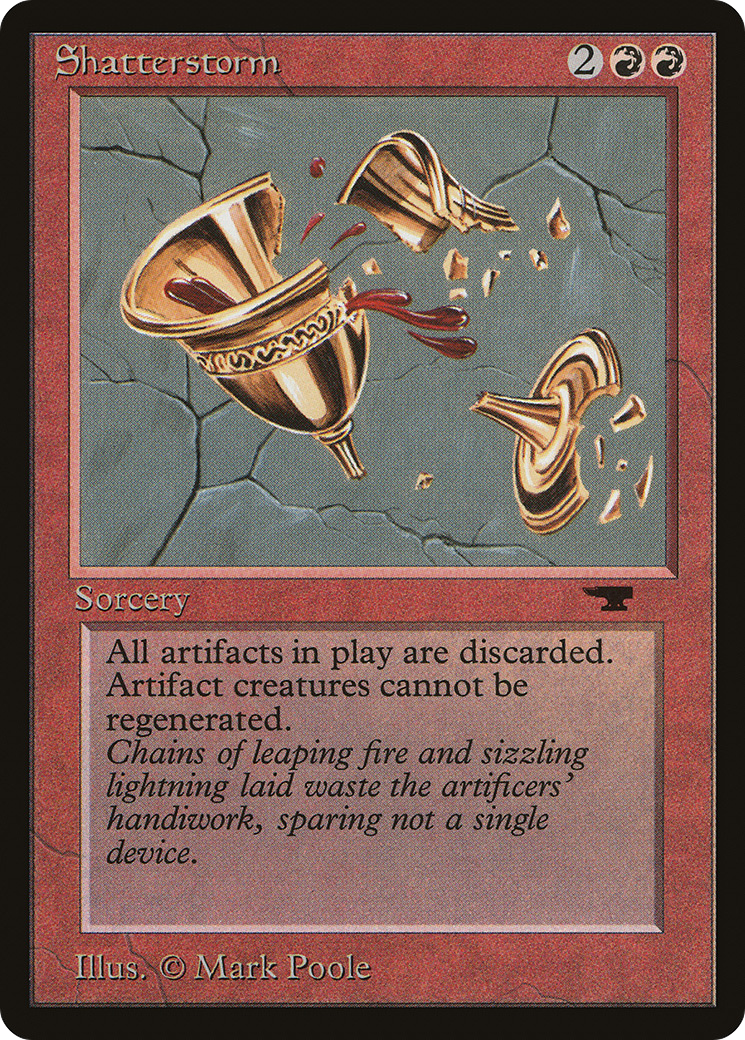 Shatterstorm 2
Sorcery
All artifacts in play are discarded.
Artifact creatures cannot be
regenerated.
Chains of leaping fire and sizzling
lightning laid waste the artificers’
handiwork, sparing not a single
device.
Illus. © Mark Poole